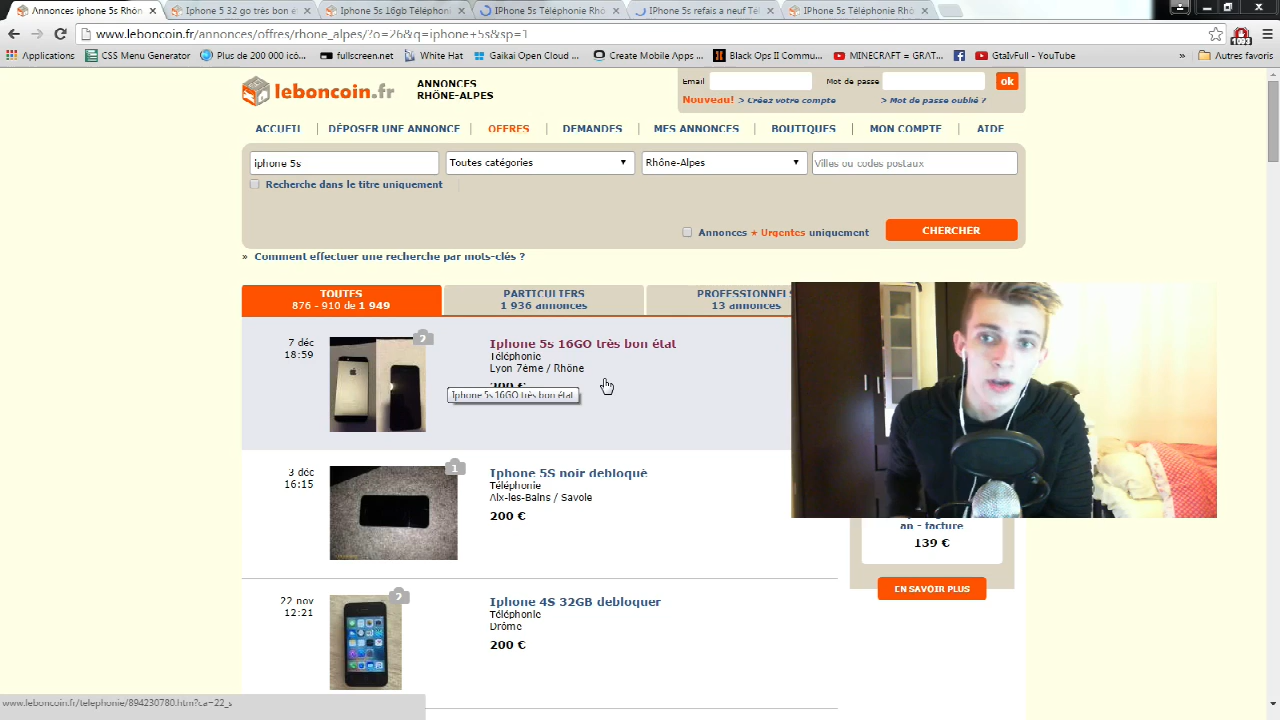 Annonces iphone 5s Rhôn
Iphone 5 32 go très bon é
Iphone 5s 16gb Téléphon
IPhone 5s Téléphonie Rhô
iPhone 5s refais a neuf Tél
IPhone 5s Téléphonie Rhô
www.leboncoin.fr/annonces/offres/rhone_alpes/?o=26&q=iphone+5s&sp=1
Applications
CSS Menu Generator
Plus de 200 000 icô...
fullscreen.net
White Hat
Gaikai Open Cloud ...
Create Mobile Apps ...
Black Ops II Commu...
MINECRAFT = GRAT...
GtaIvFull - YouTube
»
Autres favoris
leboncoin.fr
ANNONCES
RHÔNE-ALPES
Email
Mot de passe
ok
Nouveau! > Créez votre compte
> Mot de passe oublié ?
ACCUEIL
DÉPOSER UNE ANNONCE
OFFRES
DEMANDES
MES ANNONCES
BOUTIQUES
MON COMPTE
AIDE
iphone 5s
Toutes catégories
Rhône-Alpes
Villes ou codes postaux
Recherche dans le titre uniquement
Annonces ★ Urgentes uniquement
CHERCHER
» Comment effectuer une recherche par mots-clés ?
TOUTES
876 - 910 de 1 949
PARTICULIERS
1 936 annonces
PROFESSIONNELS
13 annonces
7 déc
18:59
2
Iphone 5s 16GO très bon état
Téléphonie
Lyon 7ème / Rhône
Iphone 5s 16GO très bon état
3 déc
16:15
1
Iphone 5S noir debloqué
Téléphonie
Aix-les-Bains / Savoie
200 €
an - facture
139 €
EN SAVOIR PLUS
22 nov
12:21
2
Iphone 4S 32GB debloquer
Téléphonie
Drôme
200 €
www.leboncoin.fr/telephonie/894230780.htm?ca=22_s